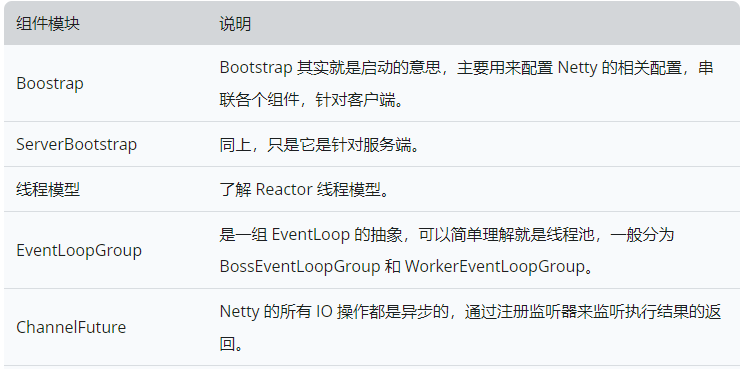 组件模块 说明
Boostrap
Bootstrap 其实就是启动的意思，主要用来配置 Netty 的相关配置，串
联各个组件，针对客户端。
ServerBootstrap 同上，只是它是针对服务端。
线程模型 了解 Reactor 线程模型。
EventLoopGroup
是一组 EventLoop 的抽象，可以简单理解就是线程池，一般分为
BossEventLoopGroup 和 WorkerEventLoopGroup。
ChannelFuture
Netty 的所有 IO 操作都是异步的，通过注册监听器来监听执行结果的返
回。